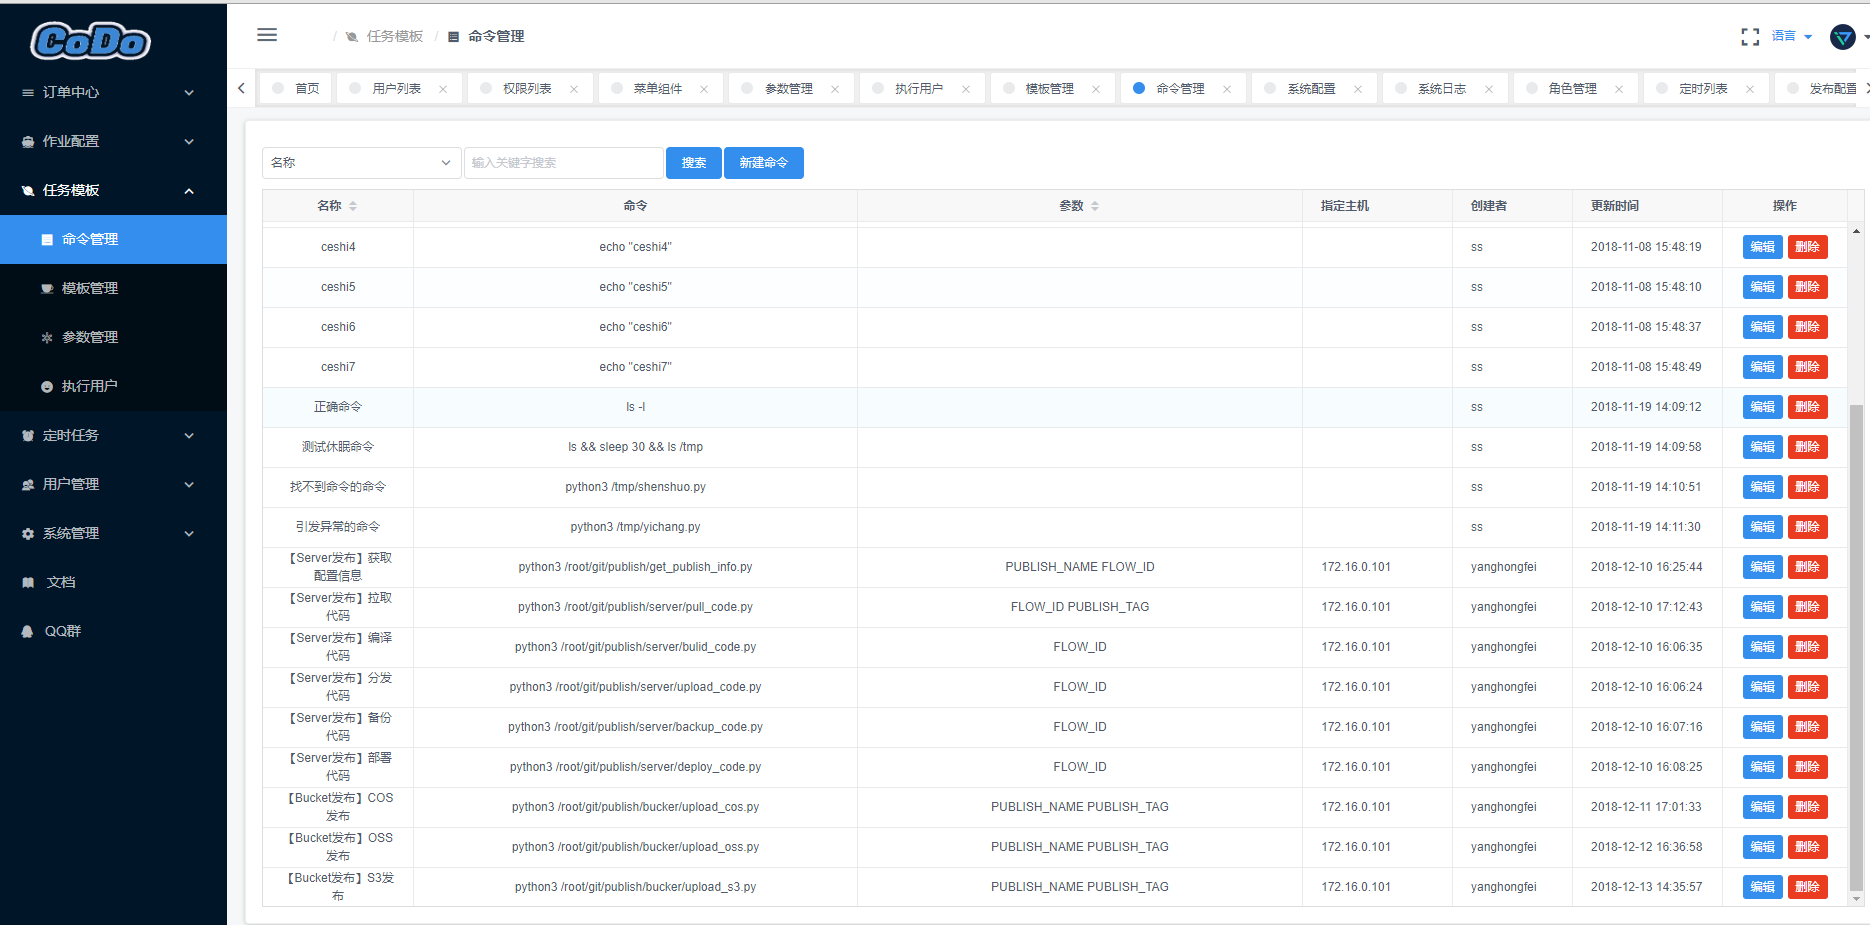 CoDo
订单中心
作业配置
任务模板
命令管理
模板管理
参数管理
执行用户
定时任务
用户管理
系统管理
文档
QQ群
/ 任务模板 / 命令管理
语言
首页 用户列表 权限列表 菜单组件 参数管理 执行用户 模板管理 命令管理 系统配置 系统日志 角色管理 定时列表 发布配置
名称 输入关键字搜索 搜索 新建命令
名称 命令 参数 指定主机 创建者 更新时间 操作
ceshi4 echo "ceshi4" ss 2018-11-08 15:48:19 编辑 删除
ceshi5 echo "ceshi5" ss 2018-11-08 15:48:10 编辑 删除
ceshi6 echo "ceshi6" ss 2018-11-08 15:48:37 编辑 删除
ceshi7 echo "ceshi7" ss 2018-11-08 15:48:49 编辑 删除
正确命令 ls -l ss 2018-11-19 14:09:12 编辑 删除
测试休眠命令 ls && sleep 30 && ls /tmp ss 2018-11-19 14:09:58 编辑 删除
找不到命令的命令 python3 /tmp/shenshuo.py ss 2018-11-19 14:10:51 编辑 删除
引发异常的命令 python3 /tmp/yichang.py ss 2018-11-19 14:11:30 编辑 删除
【Server发布】获取
配置信息 python3 /root/git/publish/get_publish_info.py PUBLISH_NAME FLOW_ID 172.16.0.101 yanghongfei 2018-12-10 16:25:44 编辑 删除
【Server发布】拉取
代码 python3 /root/git/publish/server/pull_code.py FLOW_ID PUBLISH_TAG 172.16.0.101 yanghongfei 2018-12-10 17:12:43 编辑 删除
【Server发布】编译
代码 python3 /root/git/publish/server/bulid_code.py FLOW_ID 172.16.0.101 yanghongfei 2018-12-10 16:06:35 编辑 删除
【Server发布】分发
代码 python3 /root/git/publish/server/upload_code.py FLOW_ID 172.16.0.101 yanghongfei 2018-12-10 16:06:24 编辑 删除
【Server发布】备份
代码 python3 /root/git/publish/server/backup_code.py FLOW_ID 172.16.0.101 yanghongfei 2018-12-10 16:07:16 编辑 删除
【Server发布】部署
代码 python3 /root/git/publish/server/deploy_code.py FLOW_ID 172.16.0.101 yanghongfei 2018-12-10 16:08:25 编辑 删除
【Bucket发布】COS
发布 python3 /root/git/publish/bucker/upload_cos.py PUBLISH_NAME PUBLISH_TAG 172.16.0.101 yanghongfei 2018-12-11 17:01:33 编辑 删除
【Bucket发布】OSS
发布 python3 /root/git/publish/bucker/upload_oss.py PUBLISH_NAME PUBLISH_TAG 172.16.0.101 yanghongfei 2018-12-12 16:36:58 编辑 删除
【Bucket发布】S3发
布 python3 /root/git/publish/bucker/upload_s3.py PUBLISH_NAME PUBLISH_TAG 172.16.0.101 yanghongfei 2018-12-13 14:35:57 编辑 删除